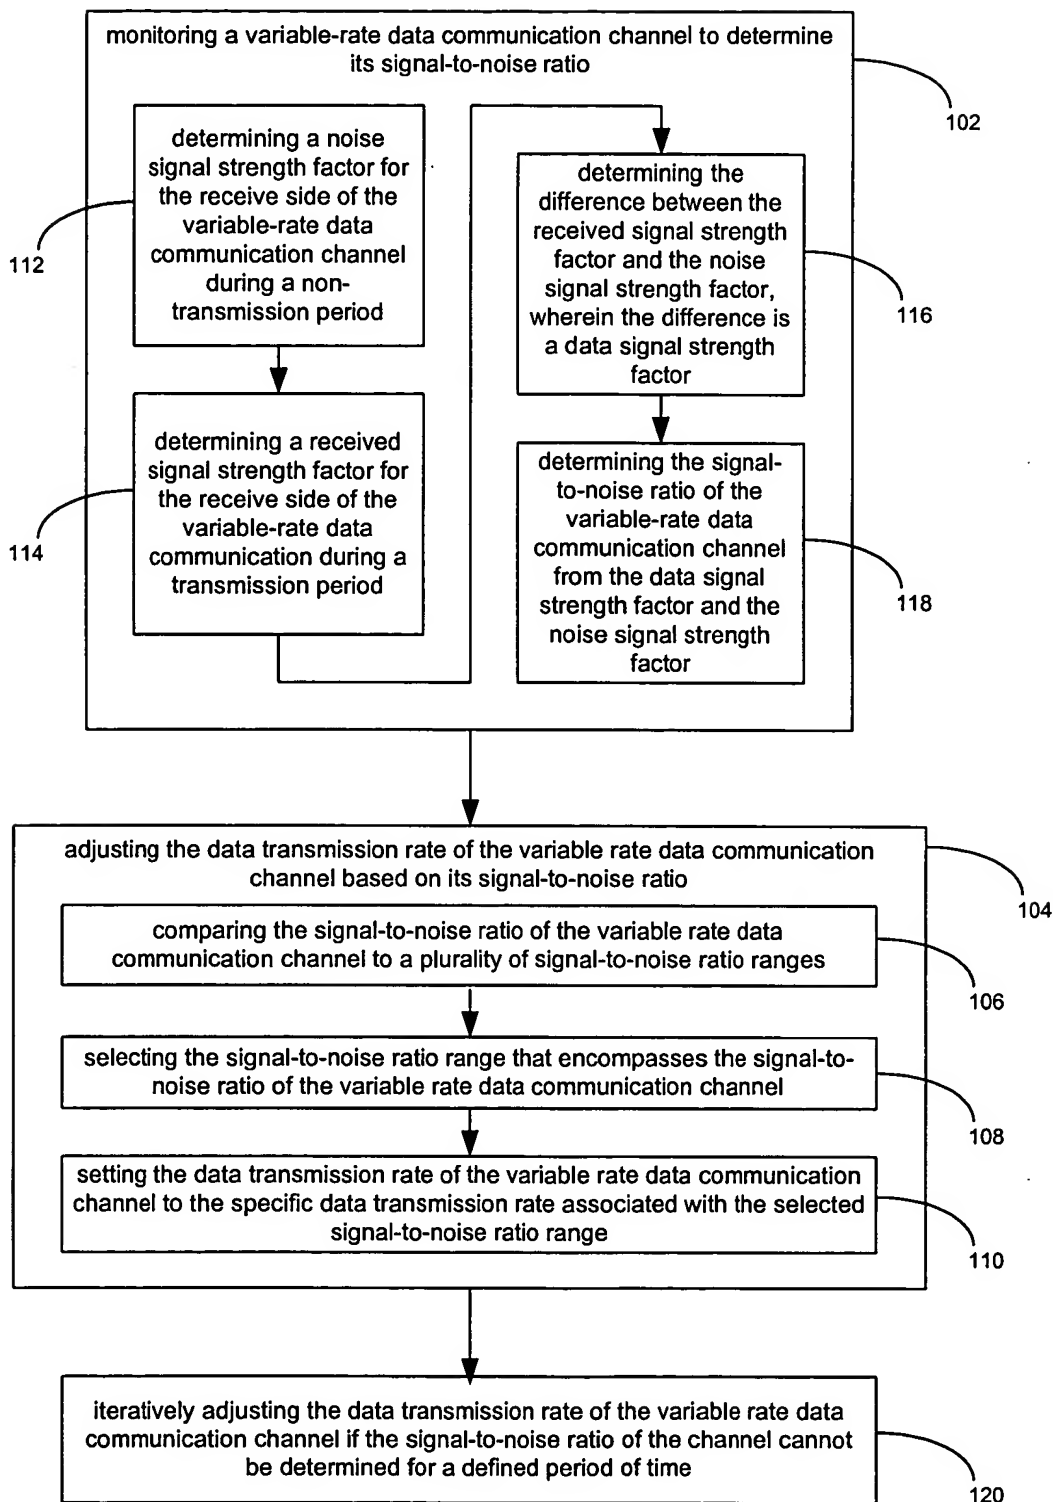 monitoring a variable-rate data communication channel to determine
its signal-to-noise ratio
102
determining a noise
signal strength factor for
the receive side of the
variable-rate data
communication channel
during a non-
transmission period
112
determining a received
signal strength factor for
the receive side of the
variable-rate data
communication during a
transmission period
114
determining the
difference between the
received signal strength
factor and the noise
signal strength factor,
wherein the difference is
a data signal strength
factor
116
determining the signal-
to-noise ratio of the
variable-rate data
communication channel
from the data signal
strength factor and the
noise signal strength
factor
118
adjusting the data transmission rate of the variable rate data communication
channel based on its signal-to-noise ratio
104
comparing the signal-to-noise ratio of the variable rate data
communication channel to a plurality of signal-to-noise ratio ranges
106
selecting the signal-to-noise ratio range that encompasses the signal-to-
noise ratio of the variable rate data communication channel
108
setting the data transmission rate of the variable rate data communication
channel to the specific data transmission rate associated with the selected
signal-to-noise ratio range
110
iteratively adjusting the data transmission rate of the variable rate data
communication channel if the signal-to-noise ratio of the channel cannot
be determined for a defined period of time
120